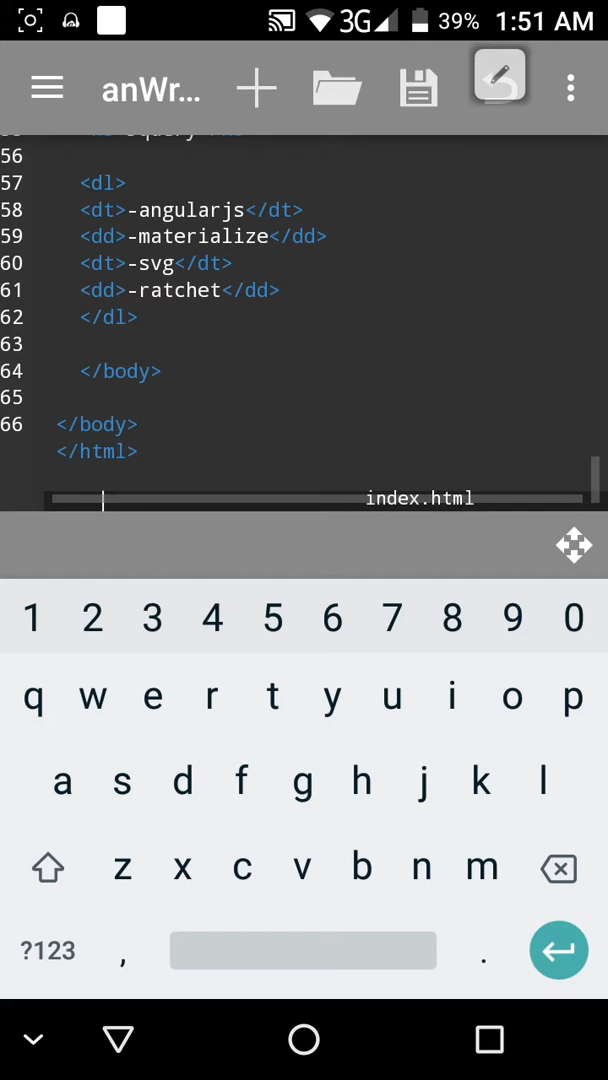 3G 39% 1:51 AM
anWr...
56
57 <dl>
58 <dt>-angularjs</dt>
59 <dd>-materialize</dd>
60 <dt>-svg</dt>
61 <dd>-ratchet</dd>
62 </dl>
63
64 </body>
65
66 </body>
</html>
index.html
1 2 3 4 5 6 7 8 9 0
q w e r t y u i o p
a s d f g h j k l
z x c v b n m
?123 , .